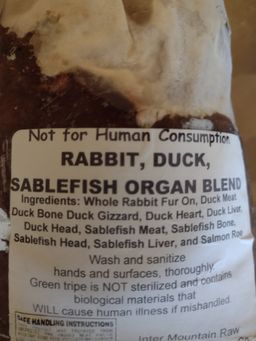 Not for Human Consumption
RABBIT, DUCK,
SABLEFISH ORGAN BLEND
Ingredients: Whole Rabbit Fur On, Duck Meat
Duck Bone Duck Gizzard, Duck Heart, Duck Liver,
Duck Head, Sablefish Meat, Sablefish Bone,
Sablefish Head, Sablefish Liver, and Salmon Roe
Wash and sanitize
hands and surfaces, thoroughly
Green tripe is NOT sterilized and contains
biological materials that
WILL cause human illness if mishandled.
SAFE HANDLING INSTRUCTIONS
Inter Mountain Raw